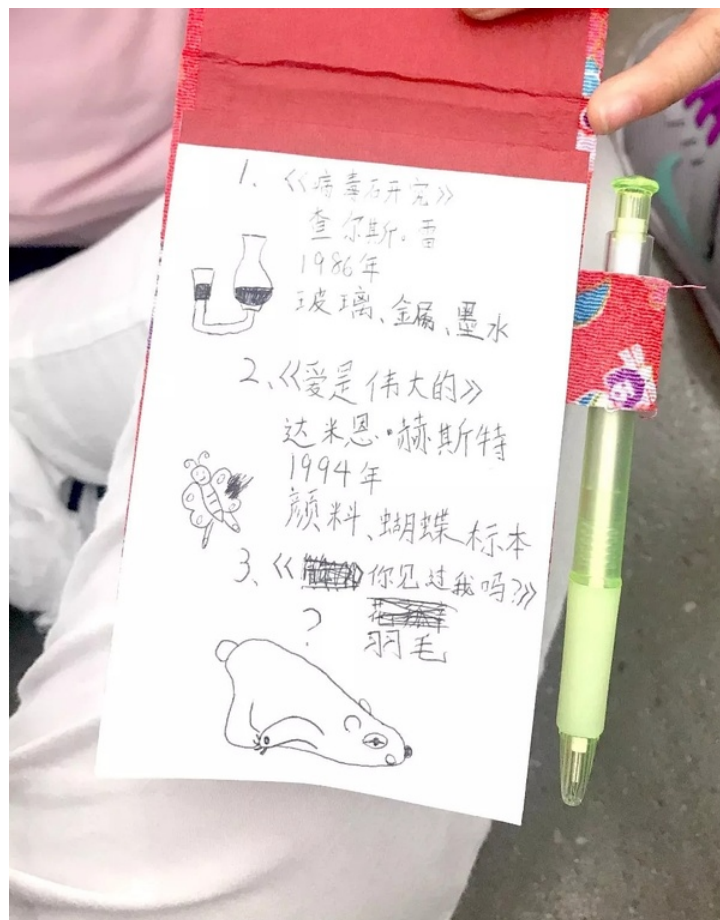 1、《病毒研究》
查尔斯·雷
1986年
玻璃、金属、墨水
2、《爱是伟大的》
达米恩·赫斯特
1994年
颜料、蝴蝶标本
3、《你见过我吗?》
?
羽毛